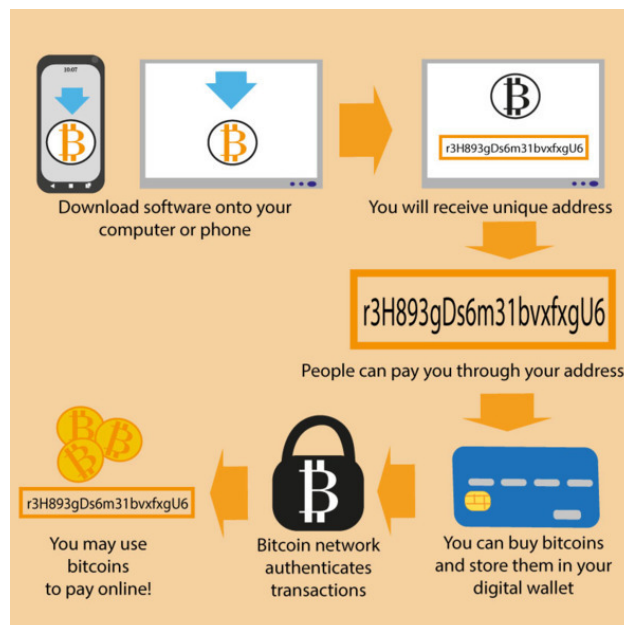 10:07
r3H893gDs6m31bvxfxgU6
Download software onto your
computer or phone
You will receive unique address
r3H893gDs6m31bvxfxgU6
People can pay you through your address
r3H893gDs6m31bvxfxgU6
You may use
bitcoins
to pay online!
Bitcoin network
authenticates
transactions
You can buy bitcoins
and store them in your
digital wallet